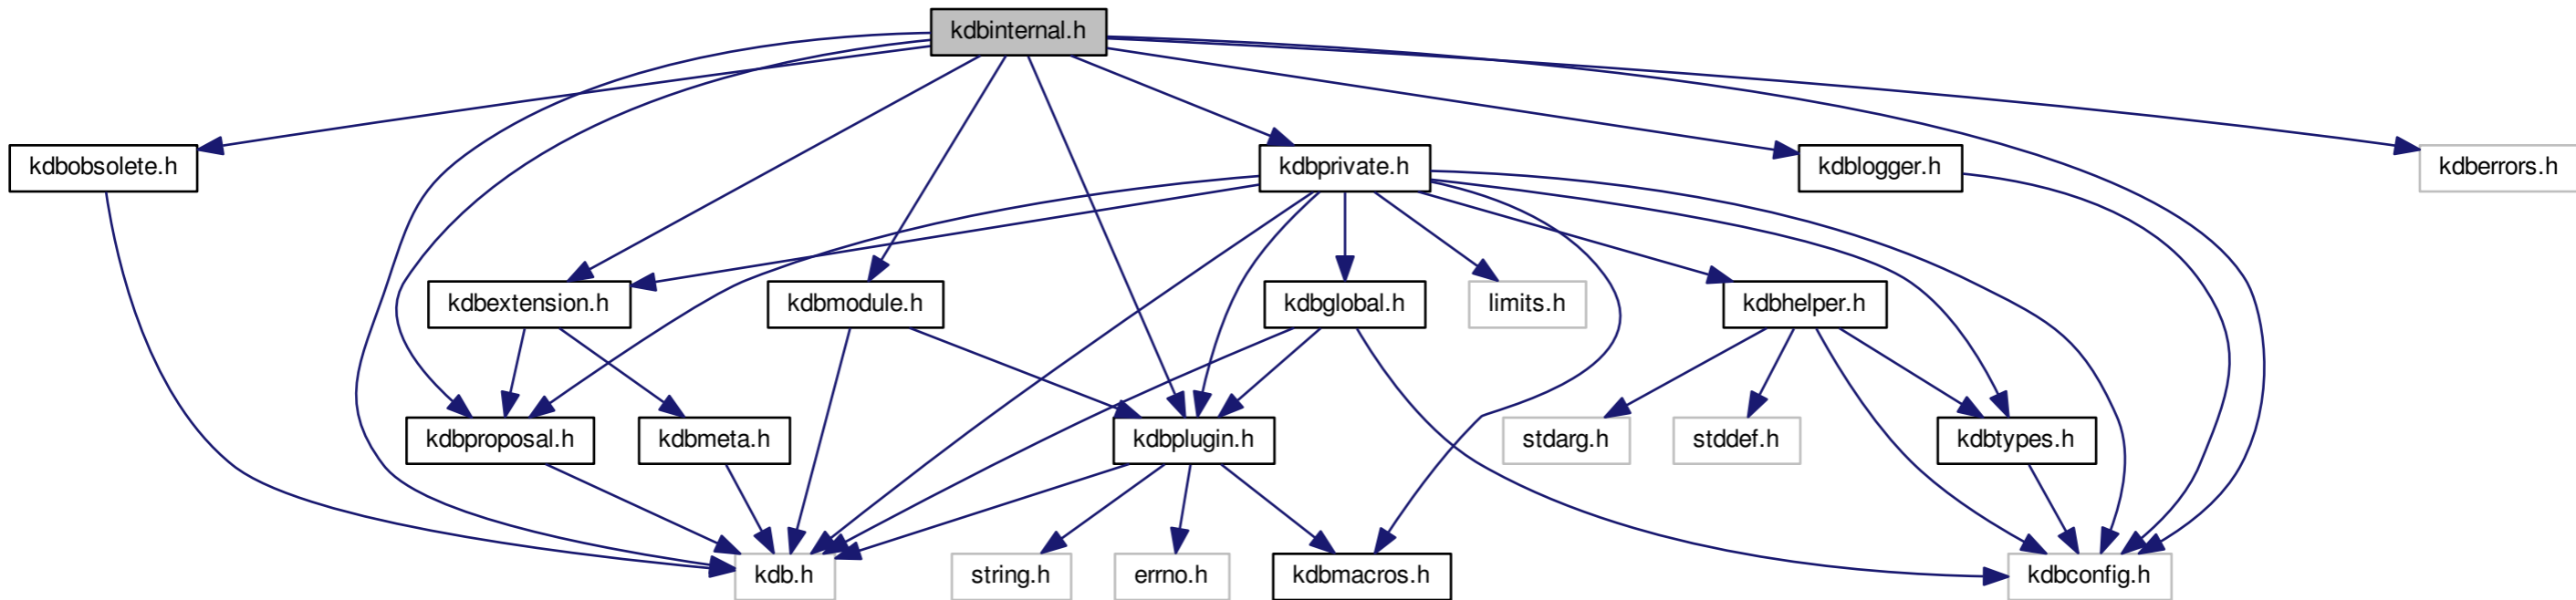 kdbinternal.h
kdbobsolete.h
kdbprivate.h
kdblogger.h
kdberrors.h
kdbextension.h
kdbmodule.h
kdbglobal.h
limits.h
kdbhelper.h
kdbproposal.h
kdbmeta.h
kdbplugin.h
stdarg.h
stddef.h
kdbtypes.h
kdb.h
string.h
errno.h
kdbmacros.h
kdbconfig.h